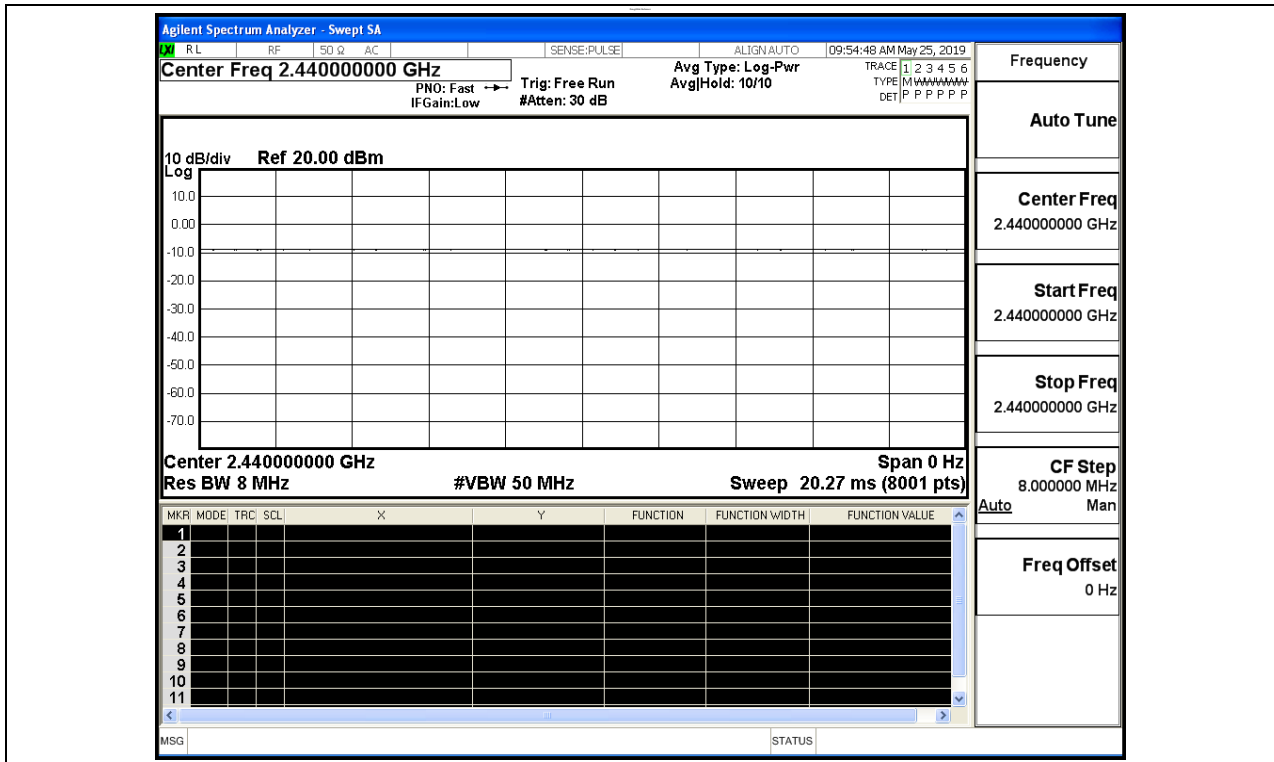 Agilent Spectrum Analyzer - Swept SA
LXI RL RF 50 Ω AC SENSE:PULSE ALIGN AUTO 09:54:48 AM May 25, 2019
Center Freq 2.440000000 GHz
PNO: Fast
IFGain:Low
Trig: Free Run
#Atten: 30 dB
Avg Type: Log-Pwr
Avg|Hold: 10/10
TRACE 1 2 3 4 5 6
TYPE MWWWWW
DET P P P P P P
10 dB/div Ref 20.00 dBm
Log
10.0
0.00
-10.0
-20.0
-30.0
-40.0
-50.0
-60.0
-70.0
Center 2.440000000 GHz Span 0 Hz
Res BW 8 MHz #VBW 50 MHz Sweep 20.27 ms (8001 pts)
MKR MODE TRC SCL X Y FUNCTION FUNCTION WIDTH FUNCTION VALUE
1
2
3
4
5
6
7
8
9
10
11
MSG STATUS
Frequency
Auto Tune
Center Freq
2.440000000 GHz
Start Freq
2.440000000 GHz
Stop Freq
2.440000000 GHz
CF Step
8.000000 MHz
Auto Man
Freq Offset
0 Hz